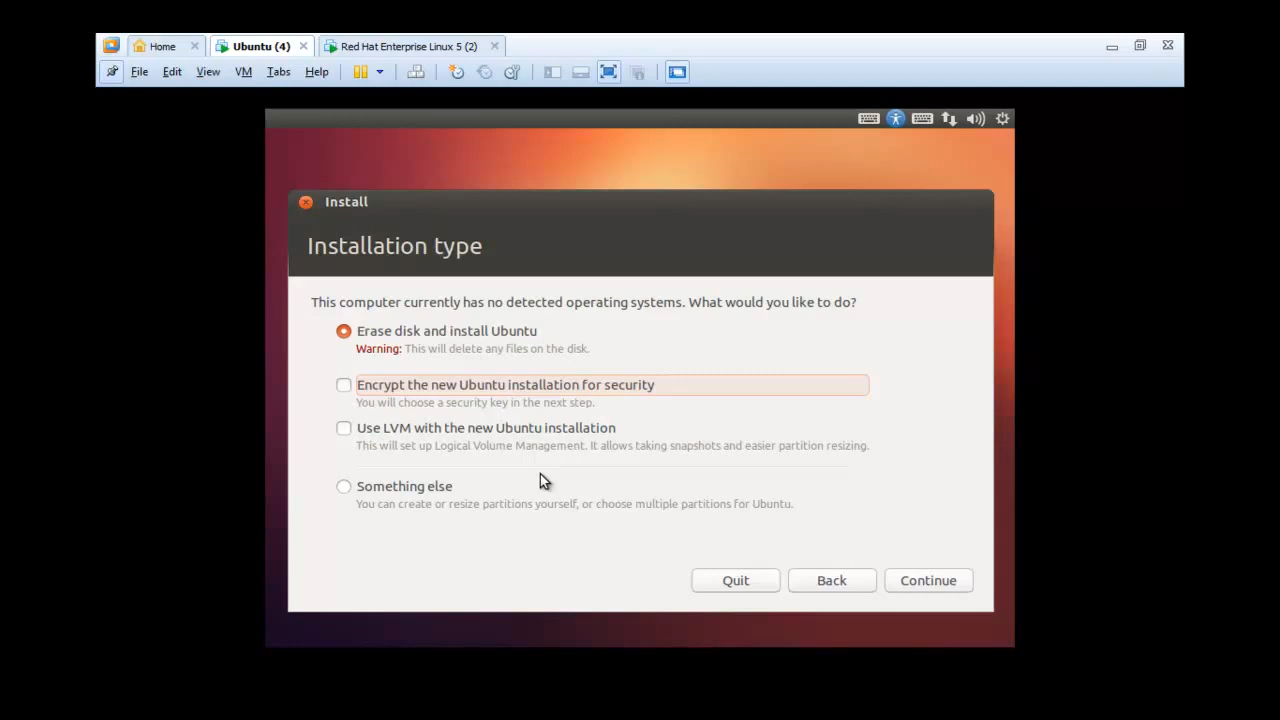 Home Ubuntu (4) Red Hat Enterprise Linux 5 (2)
File Edit View VM Tabs Help
Install
Installation type
This computer currently has no detected operating systems. What would you like to do?
Erase disk and install Ubuntu
Warning: This will delete any files on the disk.
Encrypt the new Ubuntu installation for security
You will choose a security key in the next step.
Use LVM with the new Ubuntu installation
This will set up Logical Volume Management. It allows taking snapshots and easier partition resizing.
Something else
You can create or resize partitions yourself, or choose multiple partitions for Ubuntu.
Quit Back Continue